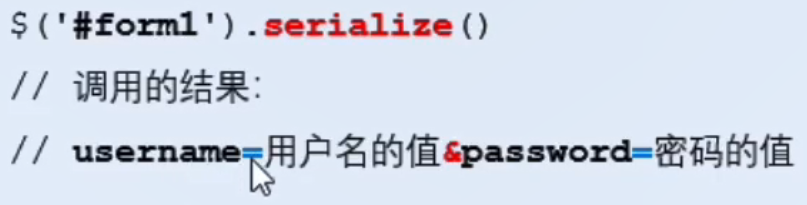 $('#form1').serialize()
// 调用的结果:
// username=用户名的值&password=密码的值